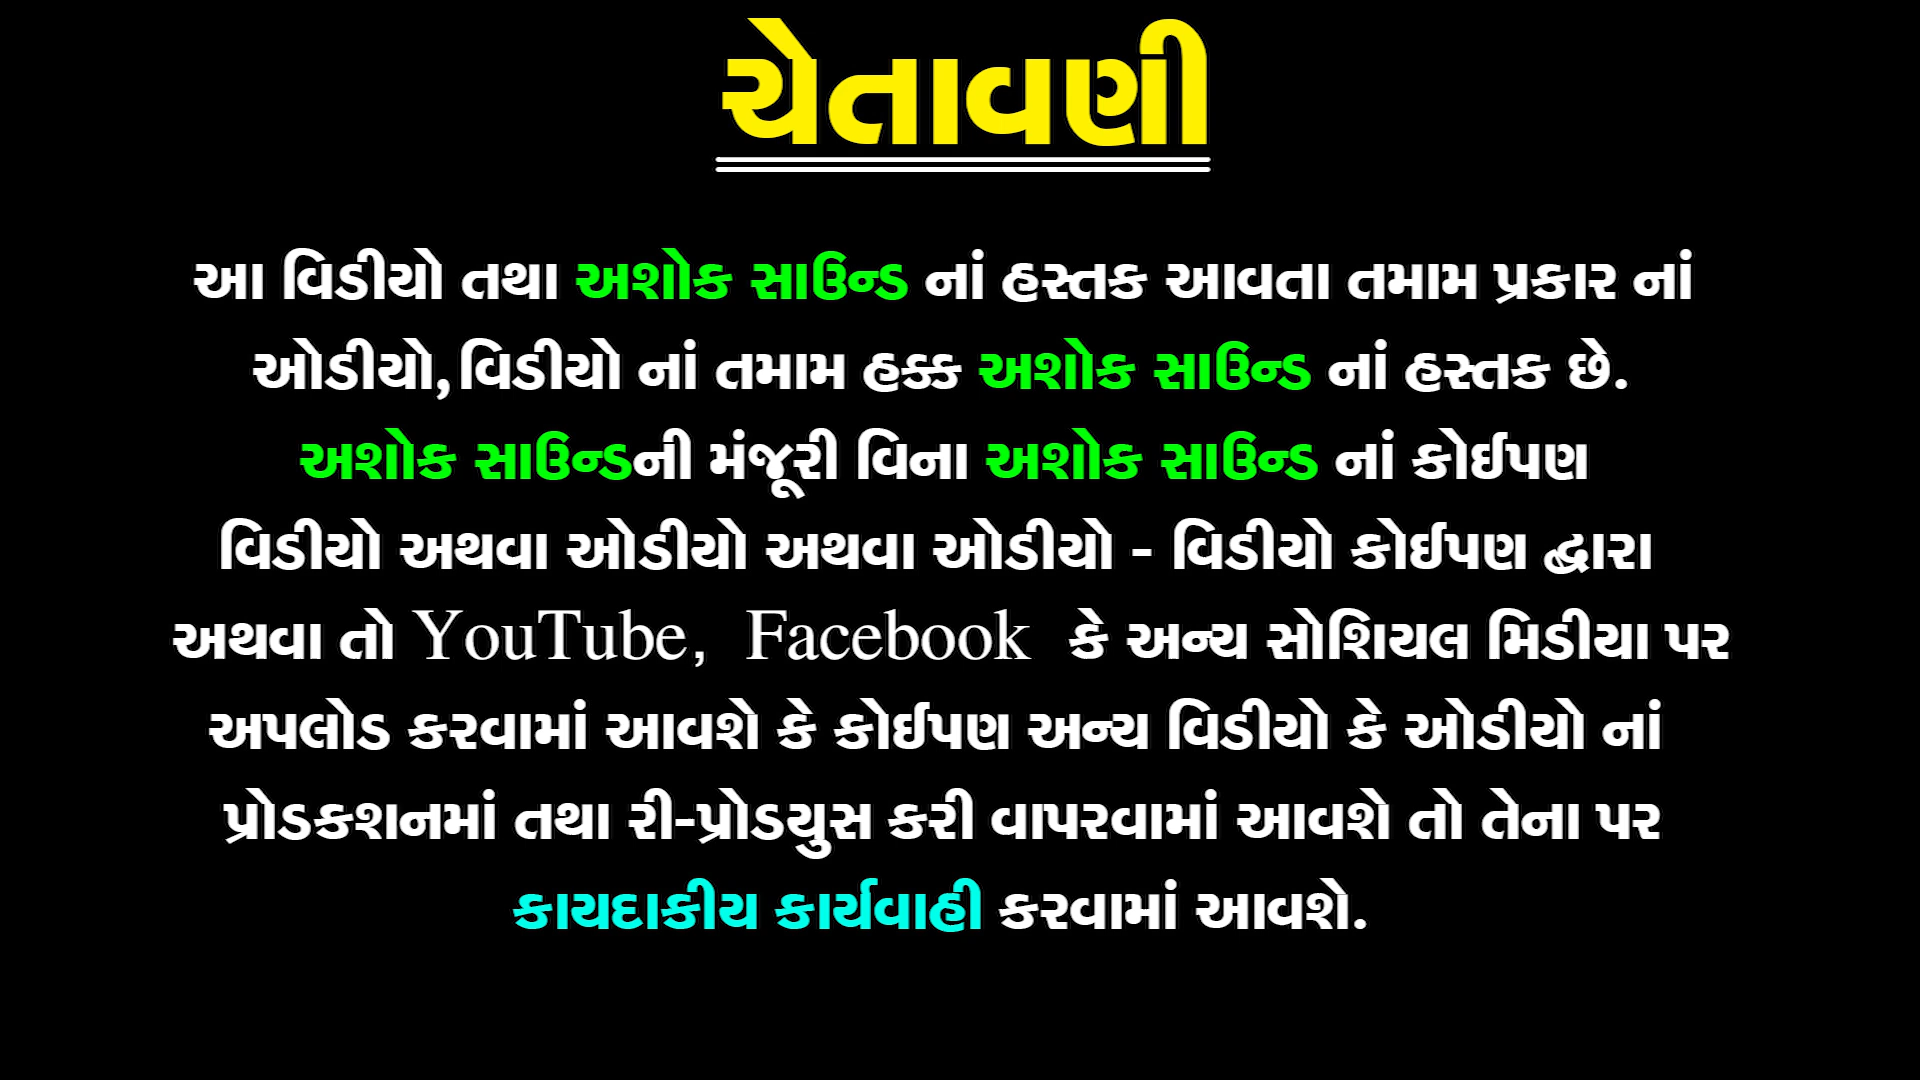 ચેતાવણી
આ વિડીયો તથા અશોક સાઉન્ડ નાં હસ્તક આવતા તમામ પ્રકાર નાં
ઓડીયો,વિડીયો નાં તમામ હક્ક અશોક સાઉન્ડ નાં હસ્તક છે.
અશોક સાઉન્ડની મંજૂરી વિના અશોક સાઉન્ડ નાં કોઈપણ
વિડીયો અથવા ઓડીયો અથવા ઓડીયો - વિડીયો કોઈપણ દ્વારા
અથવા તો YouTube, Facebook કે અન્ય સોશિયલ મિડીયા પર
અપલોડ કરવામાં આવશે કે કોઈપણ અન્ય વિડીયો કે ઓડીયો નાં
પ્રોડક્શનમાં તથા રી-પ્રોડ્યુસ કરી વાપરવામાં આવશે તો તેના પર
કાયદાકીય કાર્યવાહી કરવામાં આવશે.